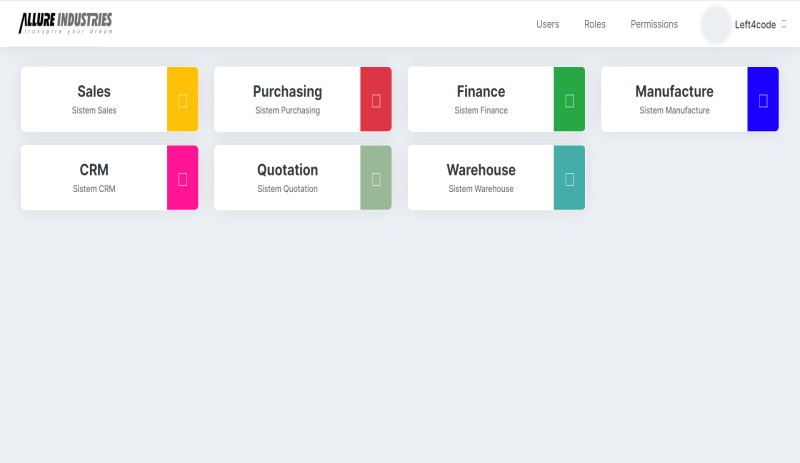 ALLURE INDUSTRIES
Transpire your dream
Users
Roles
Permissions
Left4code
Sales
Sistem Sales
Purchasing
Sistem Purchasing
Finance
Sistem Finance
Manufacture
Sistem Manufacture
CRM
Sistem CRM
Quotation
Sistem Quotation
Warehouse
Sistem Warehouse